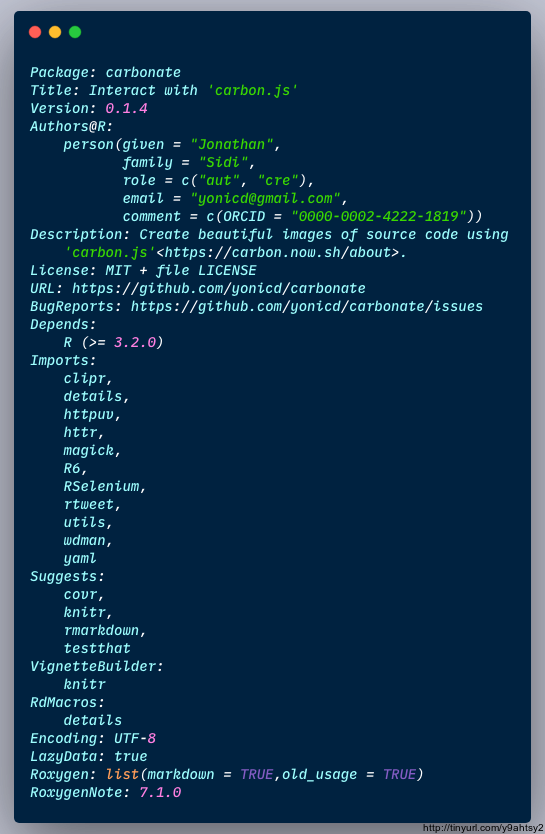 Package: carbonate
Title: Interact with 'carbon.js'
Version: 0.1.4
Authors@R:
    person(given = "Jonathan",
           family = "Sidi",
           role = c("aut", "cre"),
           email = "yonicd@gmail.com",
           comment = c(ORCID = "0000-0002-4222-1819"))
Description: Create beautiful images of source code using
    'carbon.js'<https://carbon.now.sh/about>.
License: MIT + file LICENSE
URL: https://github.com/yonicd/carbonate
BugReports: https://github.com/yonicd/carbonate/issues
Depends:
    R (>= 3.2.0)
Imports:
    clipr,
    details,
    httpuv,
    httr,
    magick,
    R6,
    RSelenium,
    rtweet,
    utils,
    wdman,
    yaml
Suggests:
    covr,
    knitr,
    rmarkdown,
    testthat
VignetteBuilder:
    knitr
RdMacros:
    details
Encoding: UTF-8
LazyData: true
Roxygen: list(markdown = TRUE,old_usage = TRUE)
RoxygenNote: 7.1.0
http://tinyurl.com/y9ahtsy2